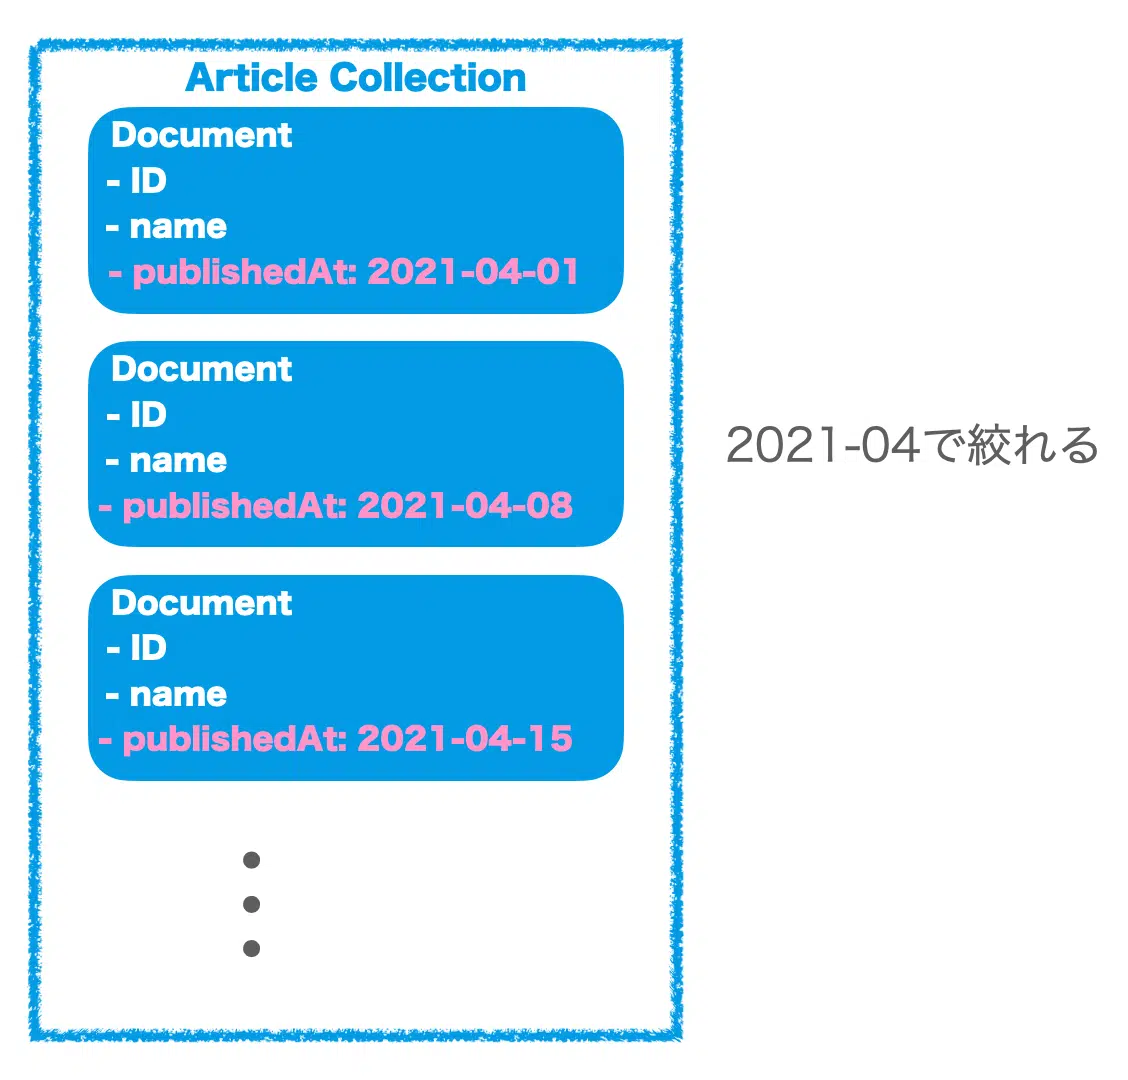 Article Collection
Document
- ID
- name
- publishedAt: 2021-04-01
Document
- ID
- name
- publishedAt: 2021-04-08
2021-04で絞れる
Document
- ID
- name
- publishedAt: 2021-04-15